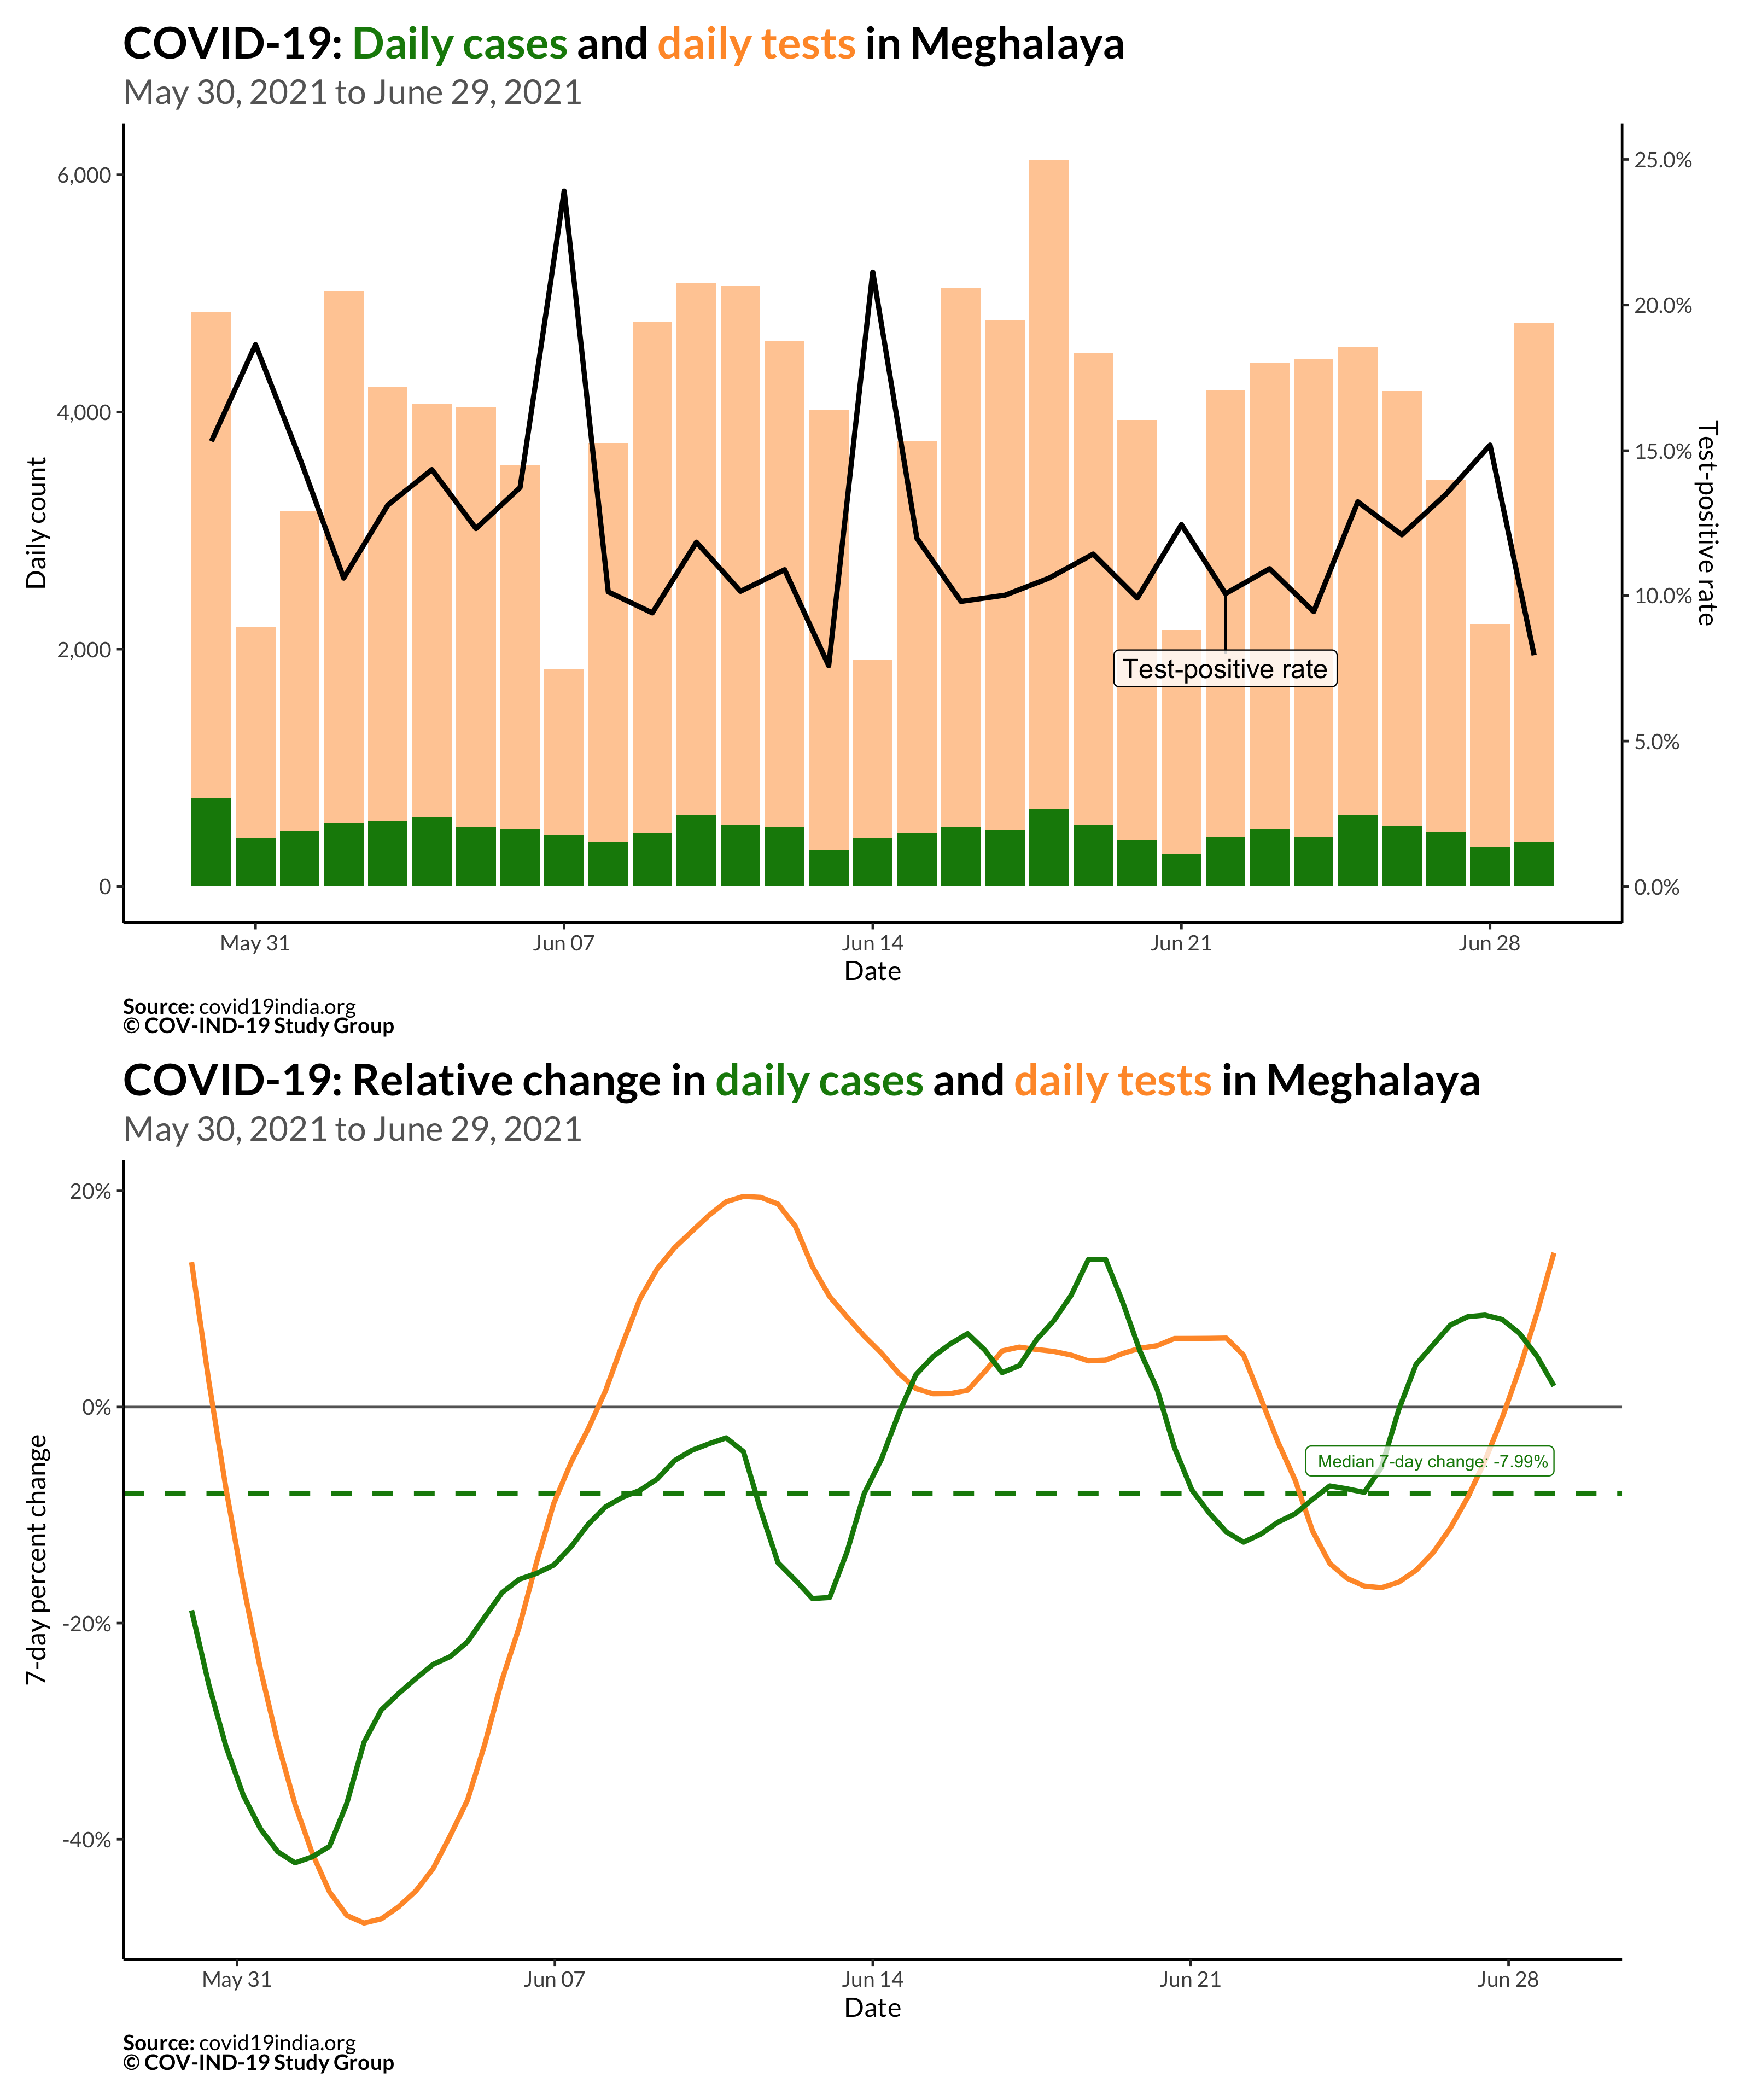 COVID-19: Daily cases and daily tests in Meghalaya
May 30, 2021 to June 29, 2021
6,000
4,000
2,000
0
Daily count
25.0%
20.0%
15.0%
10.0%
5.0%
0.0%
Test-positive rate
Test-positive rate
May 31
Jun 07
Jun 14
Jun 21
Jun 28
Date
Source: covid19india.org
© COV-IND-19 Study Group
COVID-19: Relative change in daily cases and daily tests in Meghalaya
May 30, 2021 to June 29, 2021
20%
0%
-20%
-40%
7-day percent change
Median 7-day change: -7.99%
May 31
Jun 07
Jun 14
Jun 21
Jun 28
Date
Source: covid19india.org
© COV-IND-19 Study Group